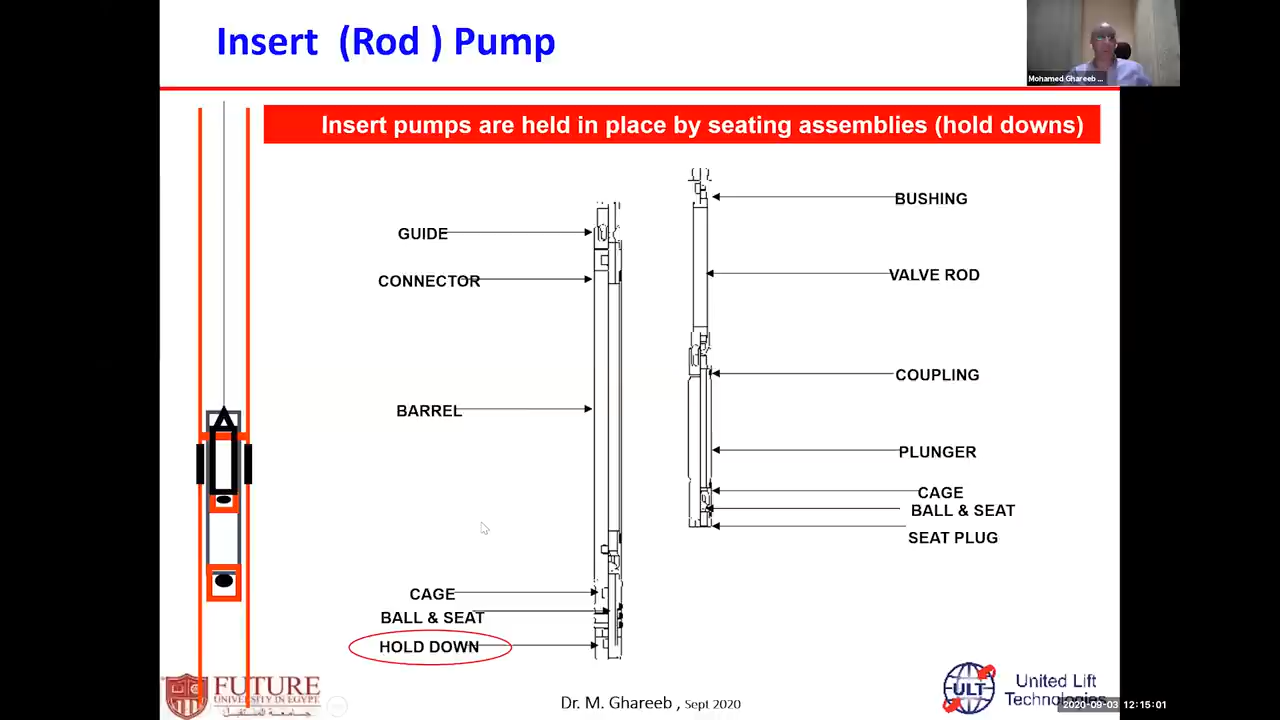 Insert (Rod ) Pump
Mohamed Ghareeb ...
Insert pumps are held in place by seating assemblies (hold downs)
GUIDE
CONNECTOR
BARREL
CAGE
BALL & SEAT
HOLD DOWN
BUSHING
VALVE ROD
COUPLING
PLUNGER
CAGE
BALL & SEAT
SEAT PLUG
FUTURE
UNIVERSITY IN EGYPT
Dr. M. Ghareeb , Sept 2020
ULT
United Lift
Technologies
2020-09-03 12:15:01